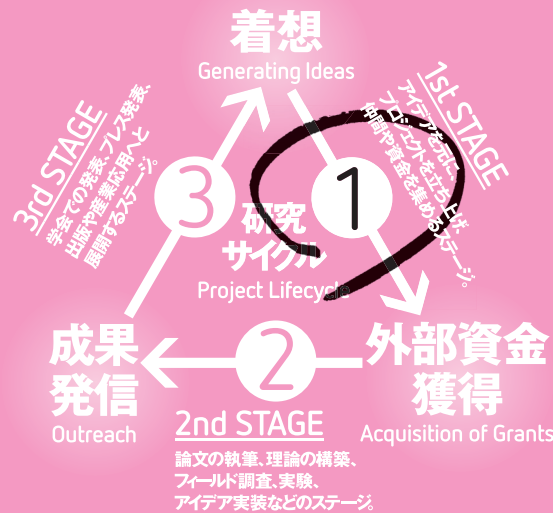 着想
Generating Ideas
1st STAGE
アイデアを元に、
プロジェクトを立ち上げ、
仲間や資金を集めるステージ。
1
3rd STAGE
学会での発表、プレス発表、
出版や産業応用へと
展開するステージ。
3
研究
サイクル
Project Lifecycle
外部資金
獲得
Acquisition of Grants
2
成果
発信
Outreach
2nd STAGE
論文の執筆、理論の構築、
フィールド調査、実験、
アイデア実装などのステージ。